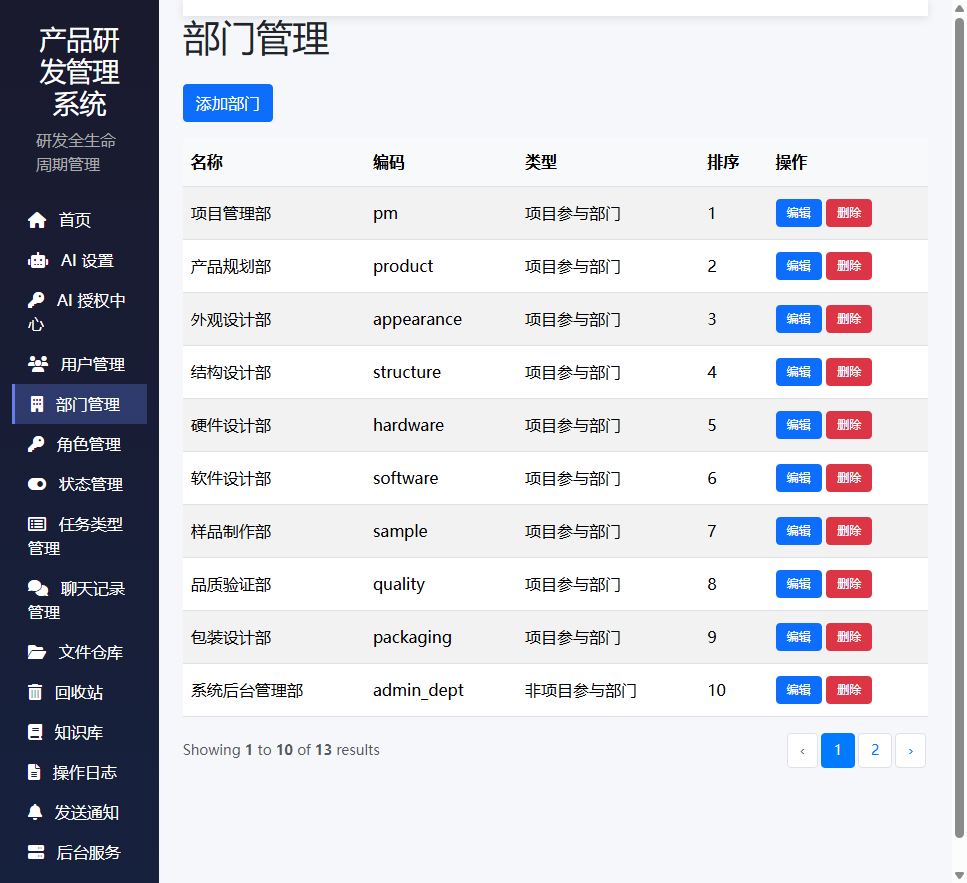 产品研
发管理
系统
研发全生命
周期管理
首页
AI 设置
AI 授权中
心
用户管理
部门管理
角色管理
状态管理
任务类型
管理
聊天记录
管理
文件仓库
回收站
知识库
操作日志
发送通知
后台服务
部门管理
添加部门
名称 编码 类型 排序 操作
项目管理部 pm 项目参与部门 1 编辑 删除
产品规划部 product 项目参与部门 2 编辑 删除
外观设计部 appearance 项目参与部门 3 编辑 删除
结构设计部 structure 项目参与部门 4 编辑 删除
硬件设计部 hardware 项目参与部门 5 编辑 删除
软件设计部 software 项目参与部门 6 编辑 删除
样品制作部 sample 项目参与部门 7 编辑 删除
品质验证部 quality 项目参与部门 8 编辑 删除
包装设计部 packaging 项目参与部门 9 编辑 删除
系统后台管理部 admin_dept 非项目参与部门 10 编辑 删除
Showing 1 to 10 of 13 results ‹ 1 2 ›